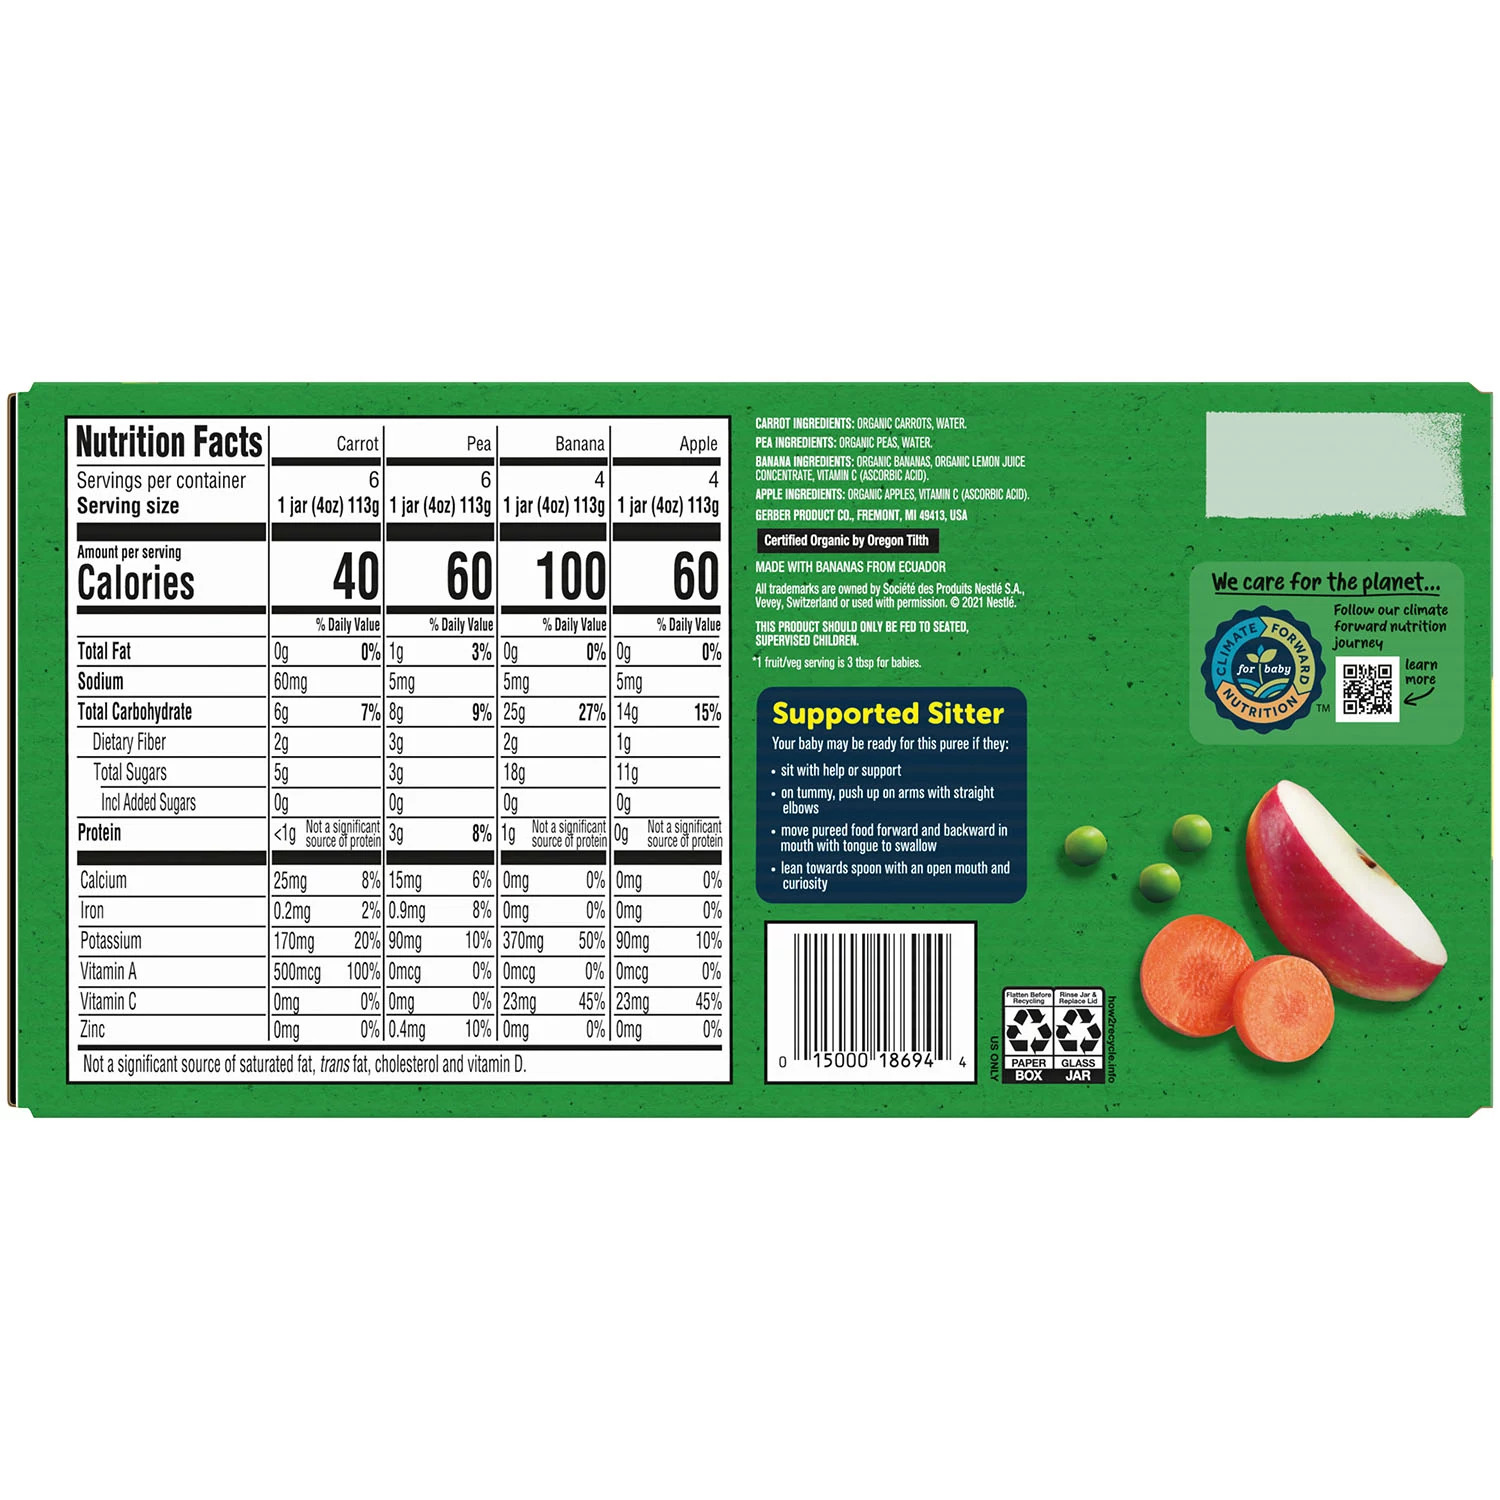 Nutrition Facts Carrot Pea Banana Apple
Servings per container 6 6 4 4
Serving size 1 jar (4oz) 113g 1 jar (4oz) 113g 1 jar (4oz) 113g 1 jar (4oz) 113g
Amount per serving
Calories 40 60 100 60
% Daily Value % Daily Value % Daily Value % Daily Value
Total Fat 0g 0% 1g 3% 0g 0% 0g 0%
Sodium 60mg 5mg 5mg 5mg
Total Carbohydrate 6g 7% 8g 9% 25g 27% 14g 15%
Dietary Fiber 2g 3g 2g 1g
Total Sugars 5g 3g 18g 11g
Incl Added Sugars 0g 0g 0g 0g
Protein <1g Not a significant source of protein 3g 8% 1g Not a significant source of protein 0g Not a significant source of protein
Calcium 25mg 8% 15mg 6% 0mg 0% 0mg 0%
Iron 0.2mg 2% 0.9mg 8% 0mg 0% 0mg 0%
Potassium 170mg 20% 90mg 10% 370mg 50% 90mg 10%
Vitamin A 500mcg 100% 0mcg 0% 0mcg 0% 0mcg 0%
Vitamin C 0mg 0% 0mg 0% 23mg 45% 23mg 45%
Zinc 0mg 0% 0.4mg 10% 0mg 0% 0mg 0%
Not a significant source of saturated fat, trans fat, cholesterol and vitamin D.
CARROT INGREDIENTS: ORGANIC CARROTS, WATER.
PEA INGREDIENTS: ORGANIC PEAS, WATER.
BANANA INGREDIENTS: ORGANIC BANANAS, ORGANIC LEMON JUICE
CONCENTRATE, VITAMIN C (ASCORBIC ACID).
APPLE INGREDIENTS: ORGANIC APPLES, VITAMIN C (ASCORBIC ACID).
GERBER PRODUCT CO., FREMONT, MI 49413, USA
Certified Organic by Oregon Tilth
MADE WITH BANANAS FROM ECUADOR
All trademarks are owned by Société des Produits Nestlé S.A.,
Vevey, Switzerland or used with permission. © 2021 Nestlé.
THIS PRODUCT SHOULD ONLY BE FED TO SEATED,
SUPERVISED CHILDREN.
*1 fruit/veg serving is 3 tbsp for babies.
Supported Sitter
Your baby may be ready for this puree if they:
• sit with help or support
• on tummy, push up on arms with straight
elbows
• move pureed food forward and backward in
mouth with tongue to swallow
• lean towards spoon with an open mouth and
curiosity
0 15000 18694 4
US ONLY
Flatten Before
Recycling
PAPER
BOX
Rinse Jar &
Replace Lid
GLASS
JAR
how2recycle.info
We care for the planet...
CLIMATE FORWARD
NUTRITION
for baby
TM
Follow our climate
forward nutrition
journey
learn
more